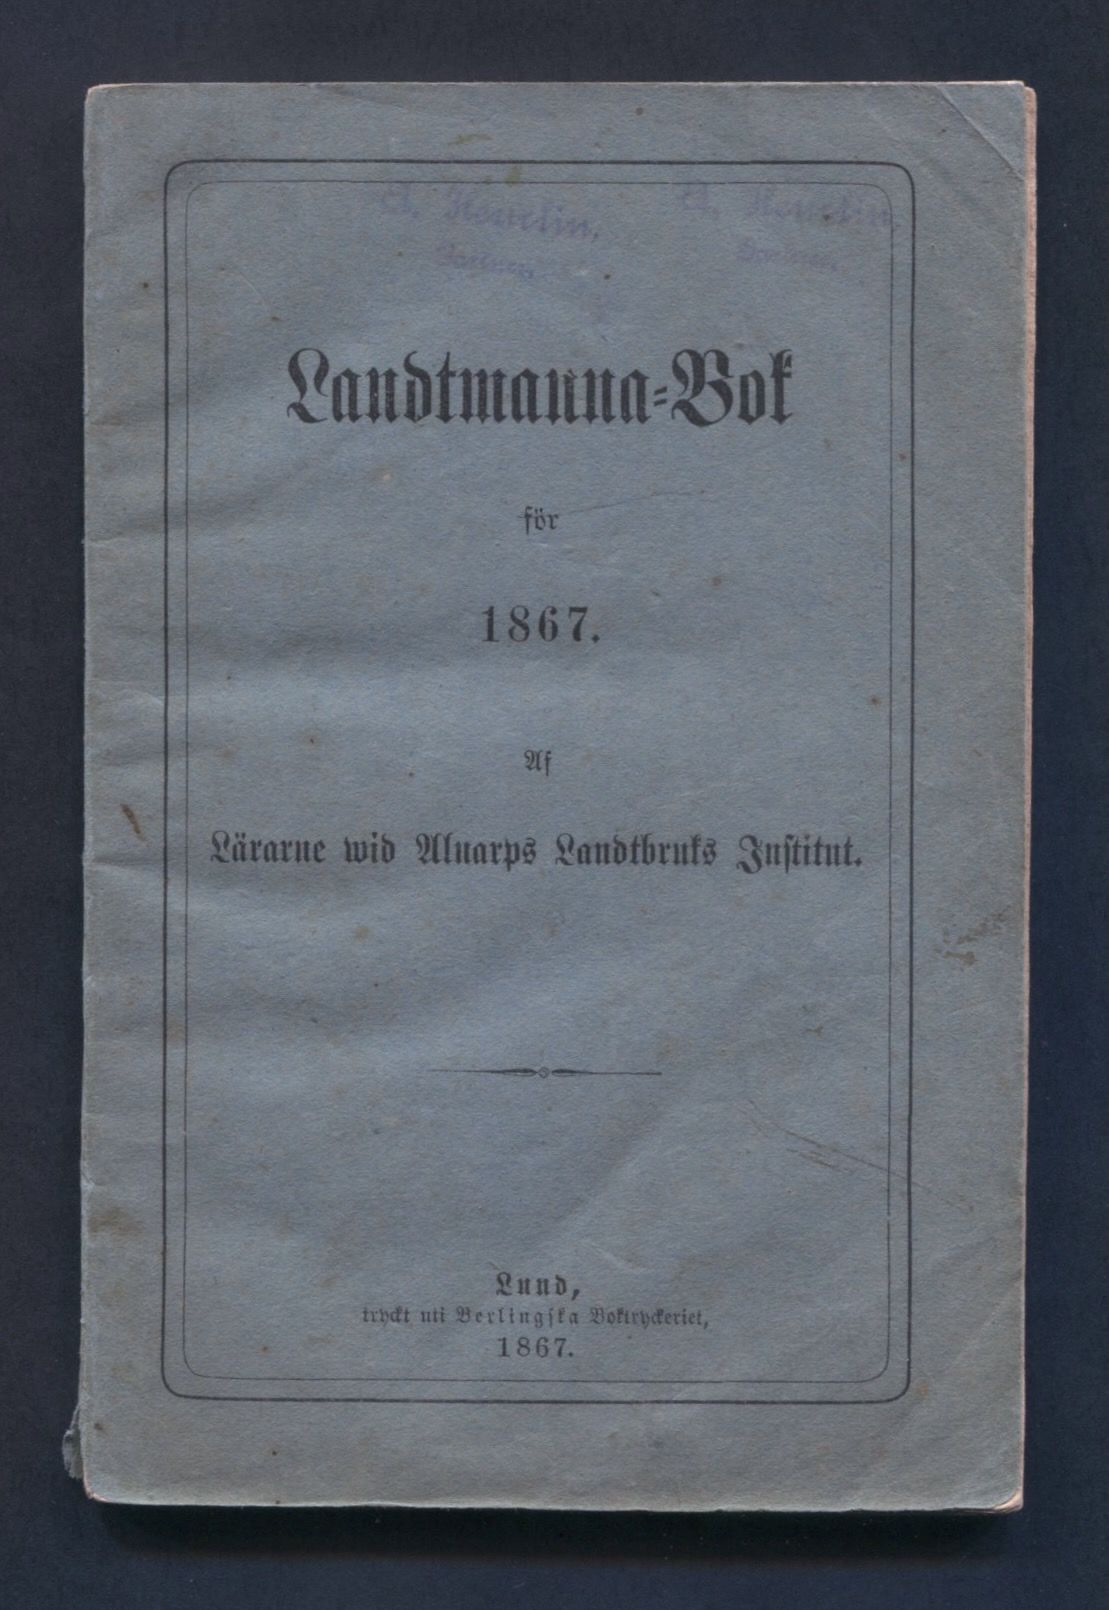 Landtmanna-Bok
för
1867.
Af
Lärarne wid Alnarps Landtbruks Institut.
Lund,
tryckt uti Berlingska Boktryckeriet,
1867.